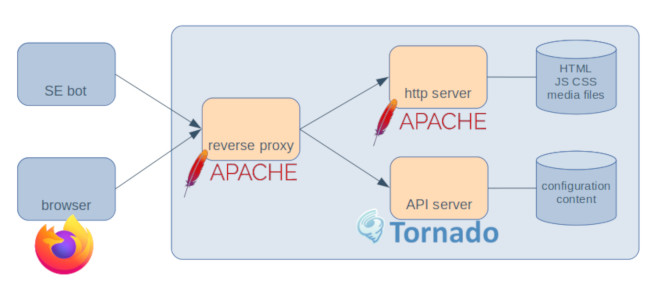 SE bot
browser
reverse proxy
APACHE
http server
APACHE
HTML
JS CSS
media files
API server
Tornado
configuration
content